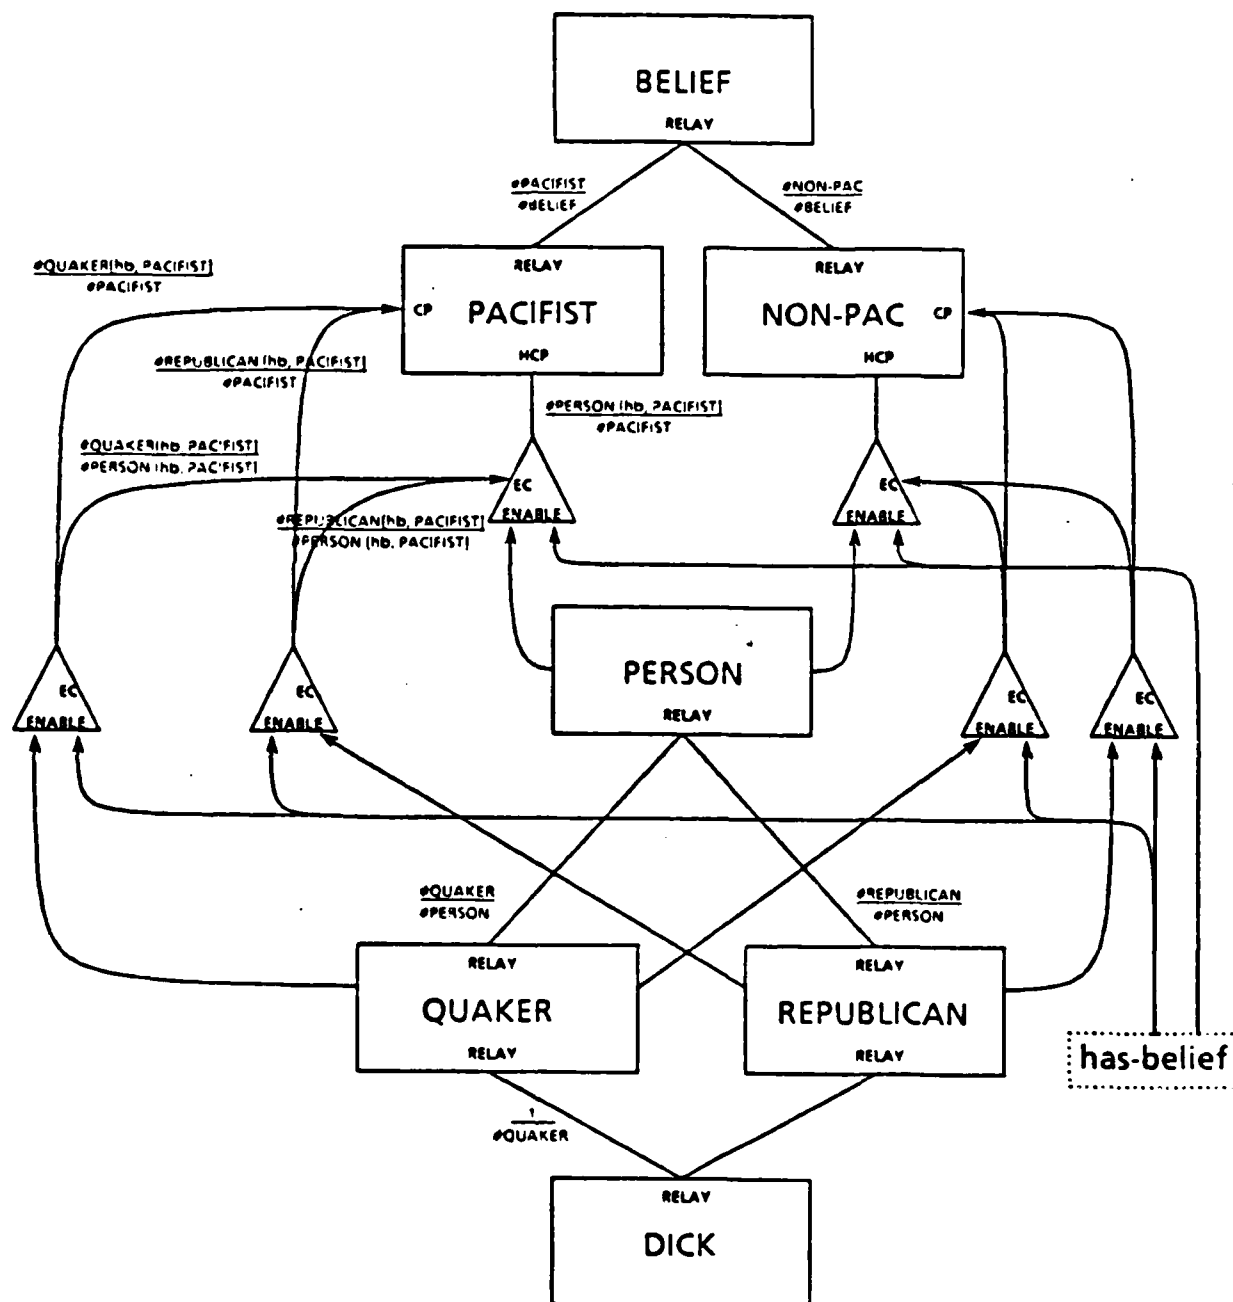 BELIEF
RELAY
#PACIFIST
#BELIEF
#NON-PAC
#BELIEF
#QUAKER[hb, PACIFIST]
#PACIFIST
RELAY
CP PACIFIST
HCP
RELAY
NON-PAC CP
HCP
#REPUBLICAN [hb, PACIFIST]
#PACIFIST
#PERSON [hb, PACIFIST]
#PACIFIST
#QUAKER[hb, PACIFIST]
#PERSON [hb, PACIFIST]
EC
ENABLE
EC
ENABLE
#REPUBLICAN[hb, PACIFIST]
#PERSON [hb, PACIFIST]
PERSON
RELAY
EC
ENABLE
EC
ENABLE
EC
ENABLE
EC
ENABLE
#QUAKER
#PERSON
#REPUBLICAN
#PERSON
RELAY
QUAKER
RELAY
RELAY
REPUBLICAN
RELAY
has-belief
1
#QUAKER
RELAY
DICK